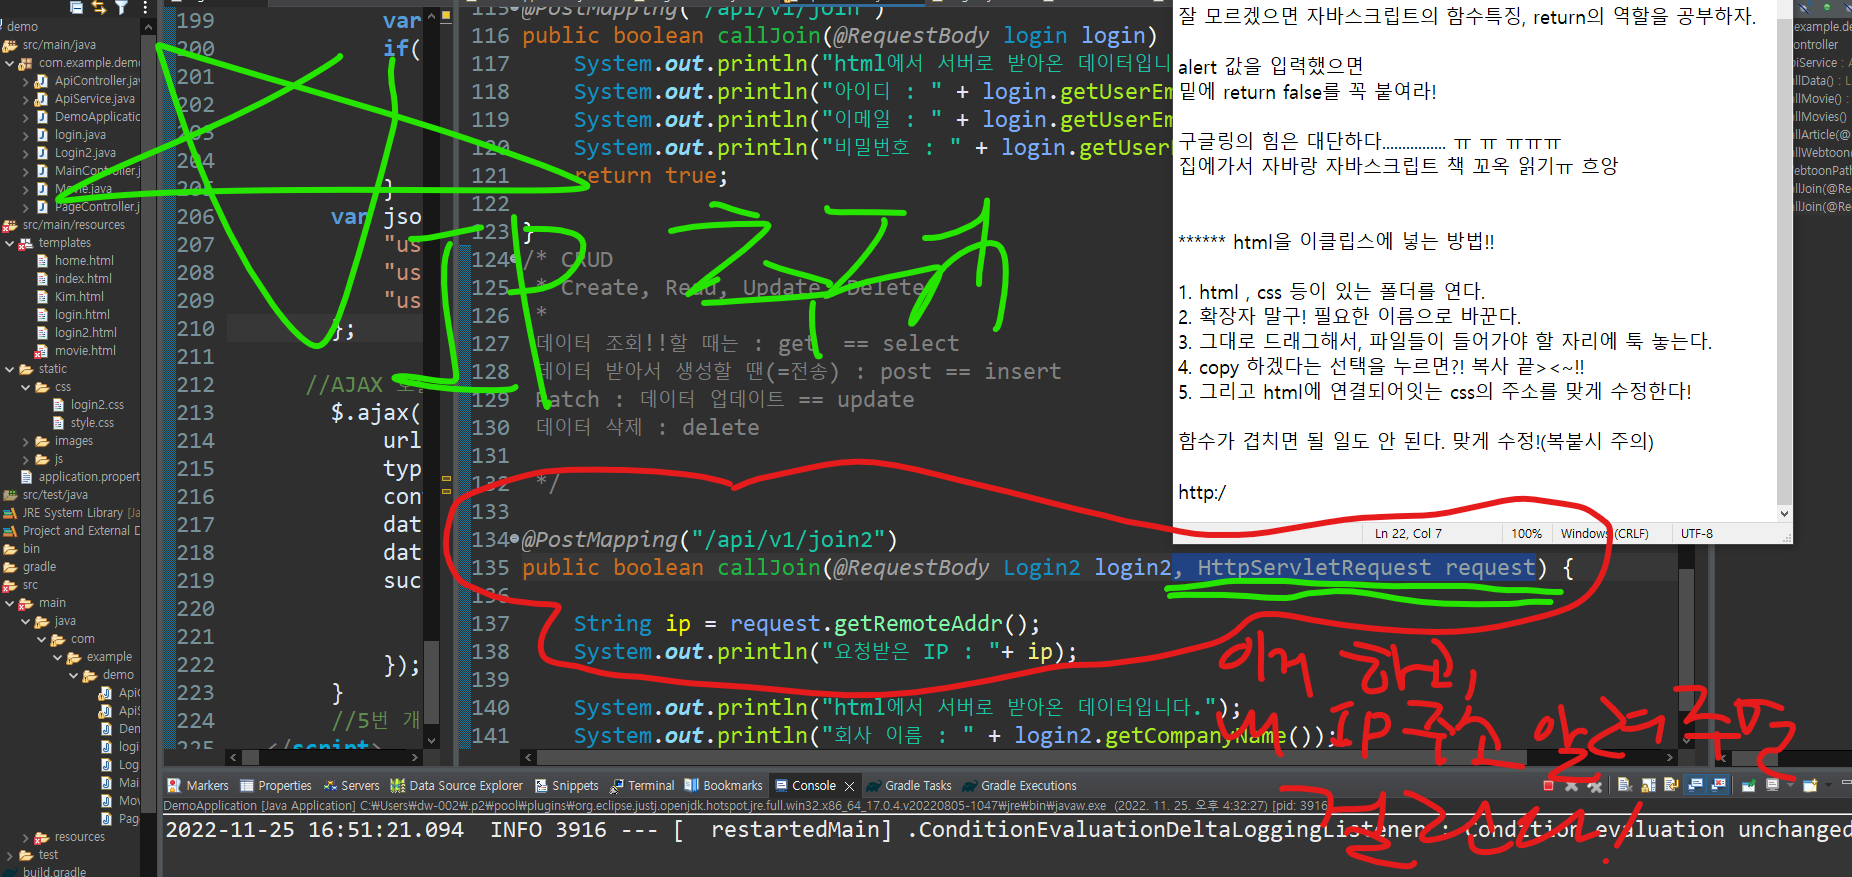 demo
src/main/java
com.example.demo
ApiController.jav
ApiService.java
DemoApplicatio
login.java
Login2.java
MainController.j
Movie.java
PageController.j
src/main/resources
templates
home.html
index.html
Kim.html
login.html
login2.html
movie.html
static
css
login2.css
style.css
images
js
application.propert
src/test/java
JRE System Library [Ja
Project and External D
bin
gradle
src
main
java
com
example
demo
ApiC
ApiS
Den
logi
Log
Mai
Mov
Pag
resources
test
build.gradle
199 var
200 if(
201
202
203
204
205 }
206 var jso
207 "us
208 "us
209 "us
210 };
211
212 //AJAX
213 $.ajax(
214 url
215 typ
216 con
217 dat
218 dat
219 suc
220
221
222 });
223 }
224 //5번 개
225 </script>
115 @PostMapping("/api/v1/join")
116 public boolean callJoin(@RequestBody login login)
117 System.out.println("html에서 서버로 받아온 데이터입니
118 System.out.println("아이디 : " + login.getUserEm
119 System.out.println("이메일 : " + login.getUserEm
120 System.out.println("비밀번호 : " + login.getUserP
121 return true;
122
123 }
124 /* CRUD
125 * Create, Read, Update, Delete
126 *
127 데이터 조회!!할 때는 : get == select
128 데이터 받아서 생성할 땐(=전송) : post == insert
129 Patch : 데이터 업데이트 == update
130 데이터 삭제 : delete
131
132 */
133
134 @PostMapping("/api/v1/join2")
135 public boolean callJoin(@RequestBody Login2 login2, HttpServletRequest request) {
136
137 String ip = request.getRemoteAddr();
138 System.out.println("요청받은 IP : "+ ip);
139
140 System.out.println("html에서 서버로 받아온 데이터입니다.");
141 System.out.println("회사 이름 : " + login2.getCompanyName());
IP 주소
잘 모르겠으면 자바스크립트의 함수특징, return의 역할을 공부하자.
alert 값을 입력했으면
밑에 return false를 꼭 붙여라!
구글링의 힘은 대단하다............... ㅠ ㅠ ㅠㅠㅠ
집에가서 자바랑 자바스크립트 책 꼬옥 읽기ㅠ 흐앙
****** html을 이클립스에 넣는 방법!!
1. html , css 등이 있는 폴더를 연다.
2. 확장자 말구! 필요한 이름으로 바꾼다.
3. 그대로 드래그해서, 파일들이 들어가야 할 자리에 툭 놓는다.
4. copy 하겠다는 선택을 누르면?! 복사 끝><~!!
5. 그리고 html에 연결되어잇는 css의 주소를 맞게 수정한다!
함수가 겹치면 될 일도 안 된다. 맞게 수정!(복붙시 주의)
http:/
Ln 22, Col 7 100% Windows (CRLF) UTF-8
example.demo
ontroller
piService : A
allData() : L
allMovie() :
allMovies()
allArticle(@
allWebtoon(
ebtoonPath
allJoin(@Re
allJoin(@Re
Markers Properties Servers Data Source Explorer Snippets Terminal Bookmarks Console Gradle Tasks Gradle Executions
DemoApplication [Java Application] C:₩Users₩dw-002₩.p2₩pool₩plugins₩org.eclipse.justj.openjdk.hotspot.jre.full.win32.x86_64_17.0.4.v20220805-1047₩jre₩bin₩javaw.exe (2022. 11. 25. 오후 4:32:27) [pid: 3916]
2022-11-25 16:51:21.094 INFO 3916 --- [ restartedMain] .ConditionEvaluationDeltaLoggingListener : Condition evaluation unchanged